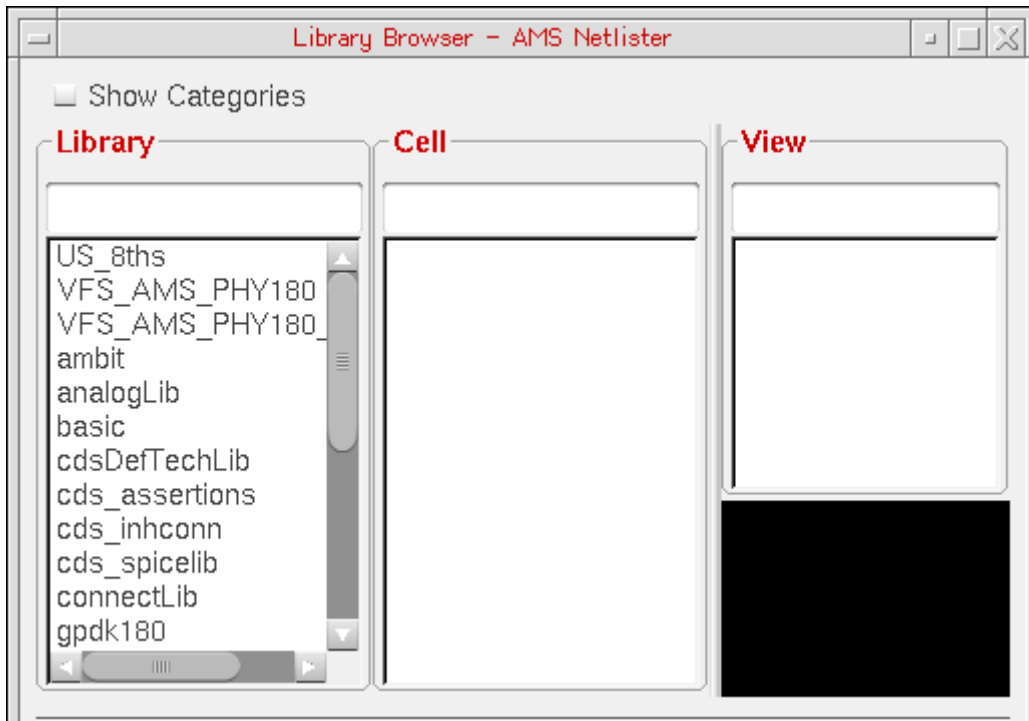 Library Browser - AMS Netlister
Show Categories
Library
Cell
View
US_8ths
VFS_AMS_PHY180
VFS_AMS_PHY180_
ambit
analogLib
basic
cdsDefTechLib
cds_assertions
cds_inhconn
cds_spicelib
connectLib
gpdk180